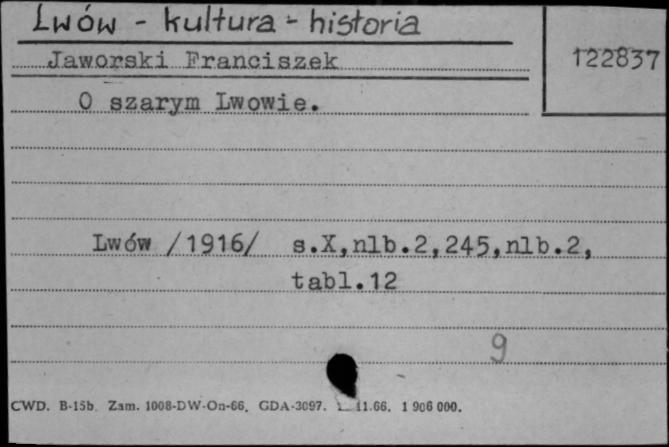 Lwów - kultura - historia
Jaworski Franciszek
122837
O szarym Lwowie.
Lwów /1916/ s.X,nlb.2,245,nlb.2,
tabl.12
9
CWD. B-15b. Zam. 1008-DW-On-66. GDA-3097. 11.66. 1 906 000.